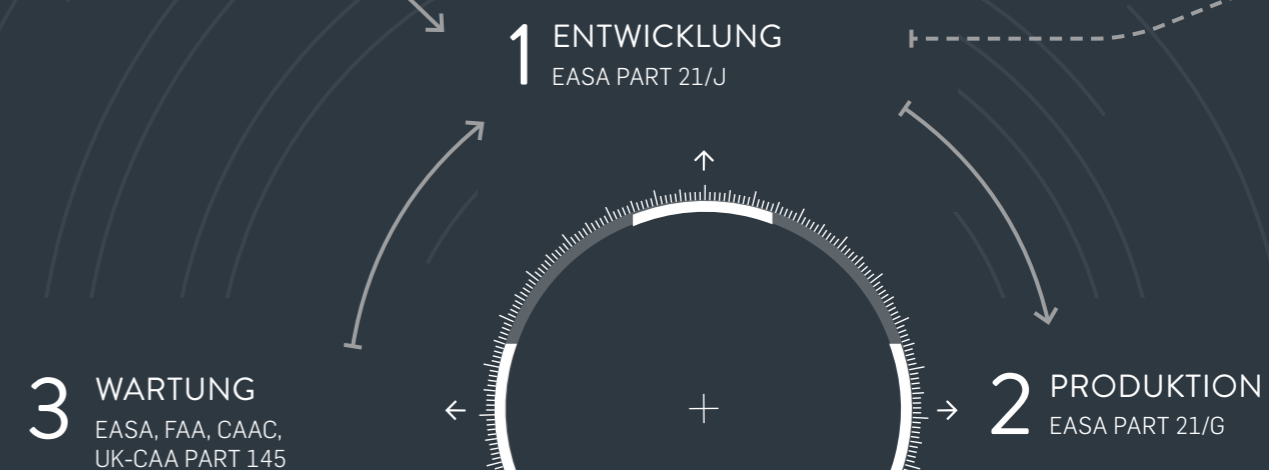 1 ENTWICKLUNG
EASA PART 21/J
3 WARTUNG
EASA, FAA, CAAC,
UK-CAA PART 145
2 PRODUKTION
EASA PART 21/G